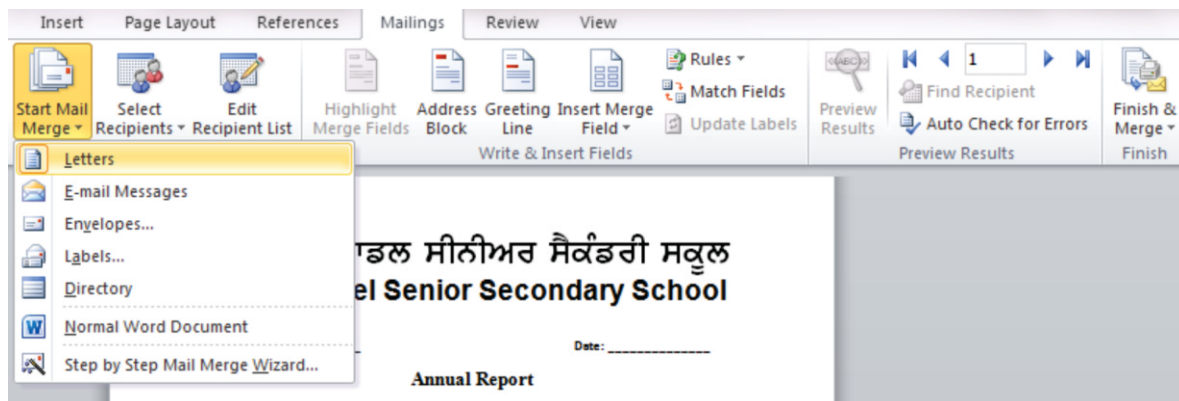 Insert Page Layout References Mailings Review View
Start Mail Merge Select Recipients Edit Recipient List
Highlight Merge Fields Address Block Greeting Line Insert Merge Field
Rules
Match Fields
Update Labels
Write & Insert Fields
Preview Results
1
Find Recipient
Auto Check for Errors
Preview Results
Finish & Merge
Finish
Letters
E-mail Messages
Envelopes...
Labels...
Directory
Normal Word Document
Step by Step Mail Merge Wizard...
ਸੀਨੀਅਰ ਸੈਕੰਡਰੀ ਸਕੂਲ
Senior Secondary School
Date: ______________
Annual Report